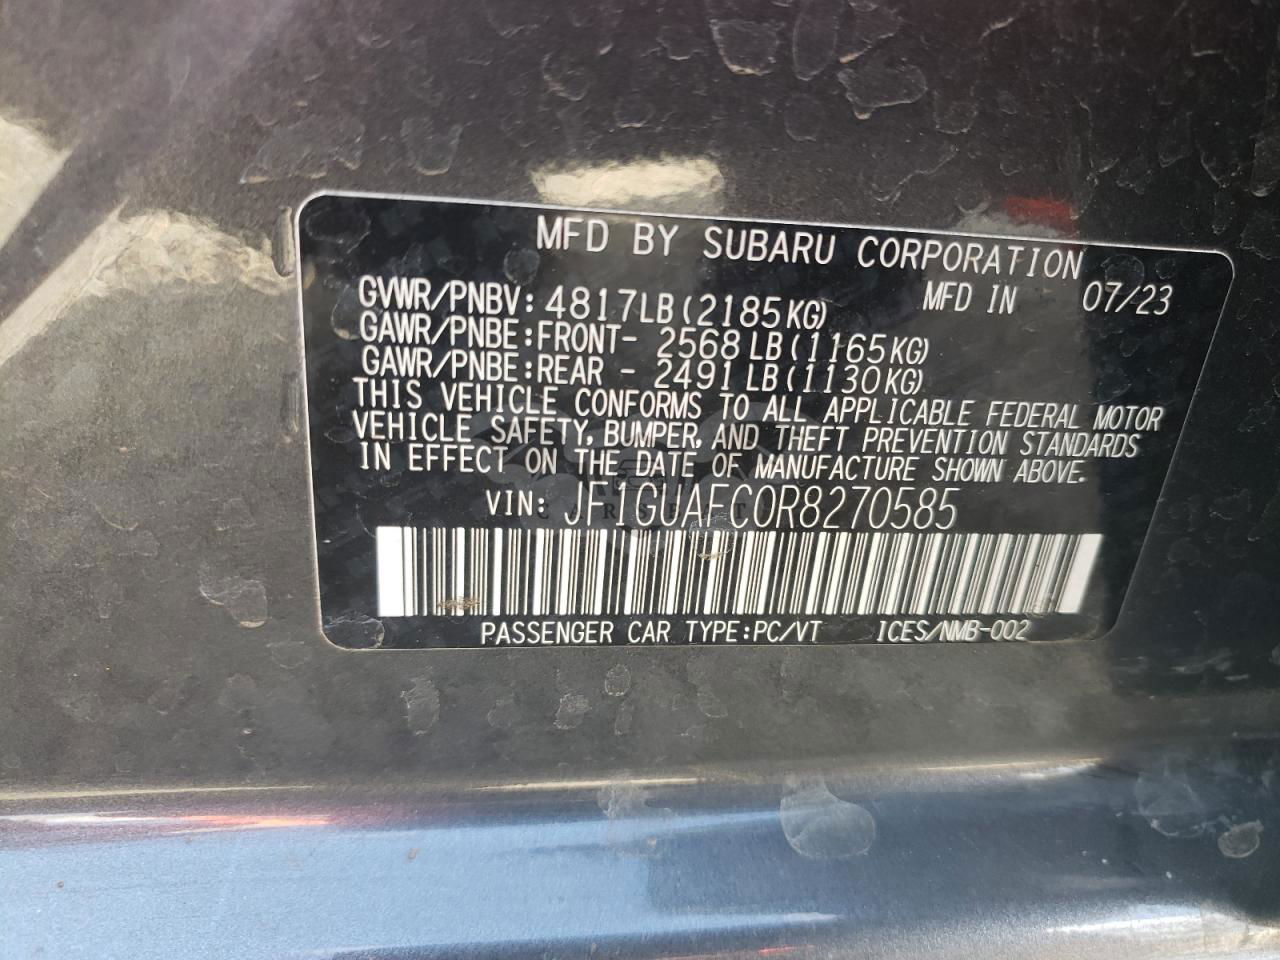 MFD BY SUBARU CORPORATION
GVWR/PNBV: 4817LB (2185KG) MFD IN 07/23
GAWR/PNBE:FRONT- 2568 LB (1165KG)
GAWR/PNBE:REAR - 2491 LB (1130KG)
THIS VEHICLE CONFORMS TO ALL APPLICABLE FEDERAL MOTOR
VEHICLE SAFETY, BUMPER, AND THEFT PREVENTION STANDARDS
IN EFFECT ON THE DATE OF MANUFACTURE SHOWN ABOVE.
VIN: JF1GUAFC0R8270585
PASSENGER CAR TYPE:PC/VT ICES/NMB-002